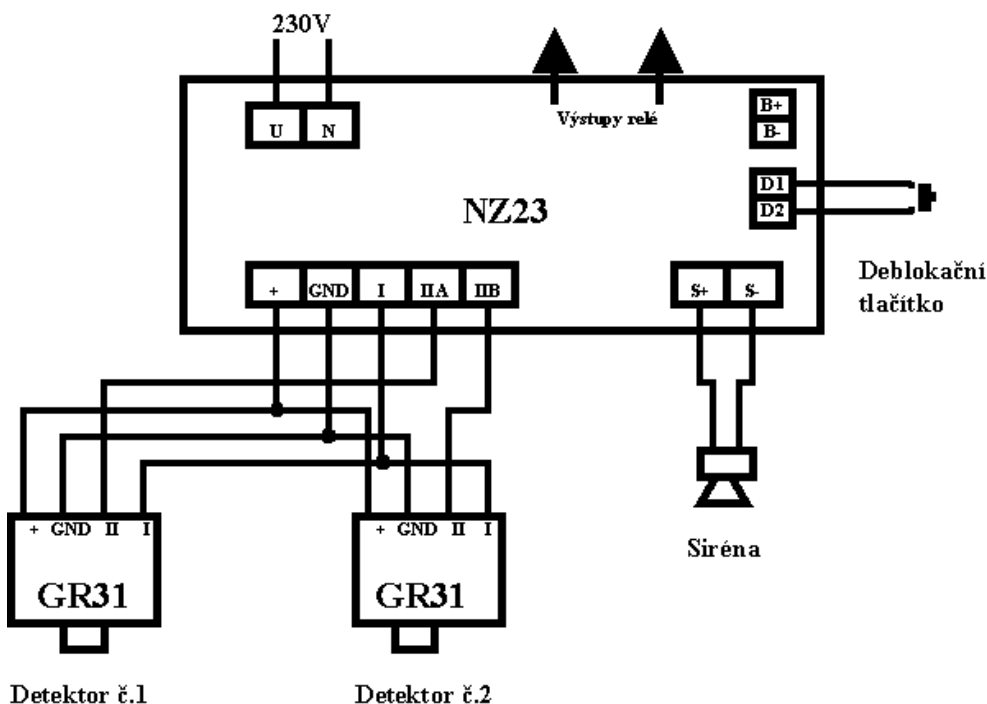 230V
Výstupy relé
U N
B+
B-
NZ23
D1
D2
Deblokační
tlačítko
+ GND I IIA IIB
S+ S-
+ GND II I
+ GND II I
GR31
GR31
Siréna
Detektor č.1
Detektor č.2